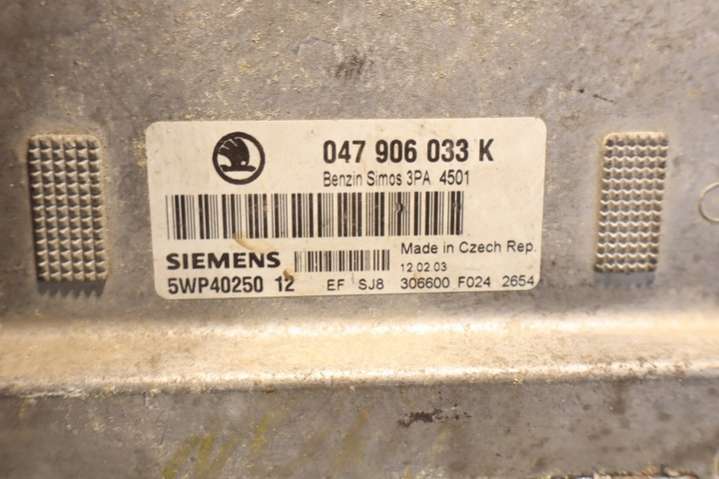 047 906 033 K
Benzin Simos 3PA 4501
Made in Czech Rep.
SIEMENS
12 02 03
5WP40250 12 EF SJ8 306600 F024 2654